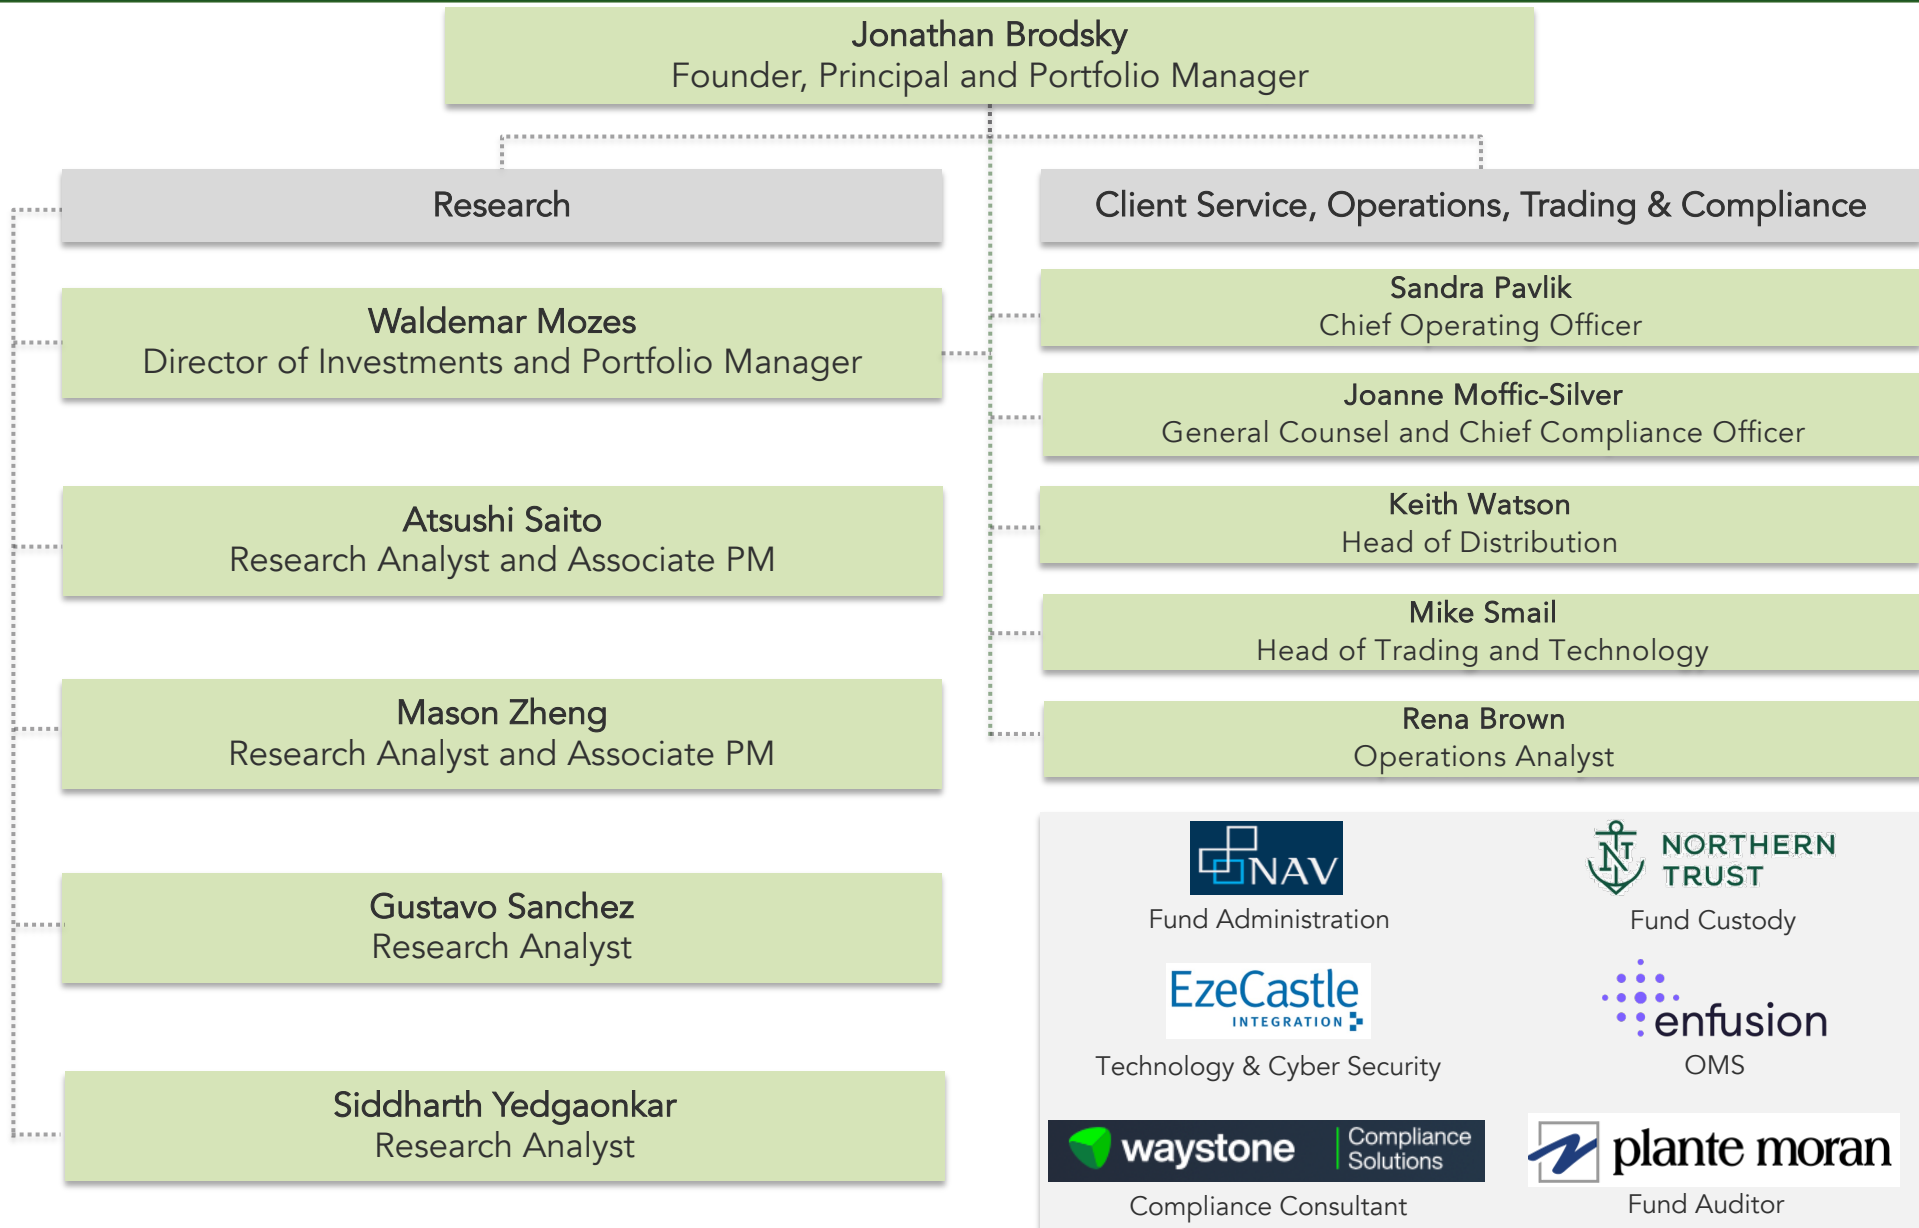 Jonathan Brodsky
Founder, Principal and Portfolio Manager
Research
Waldemar Mozes
Director of Investments and Portfolio Manager
Atsushi Saito
Research Analyst and Associate PM
Mason Zheng
Research Analyst and Associate PM
Gustavo Sanchez
Research Analyst
Siddharth Yedgaonkar
Research Analyst
Client Service, Operations, Trading & Compliance
Sandra Pavlik
Chief Operating Officer
Joanne Moffic-Silver
General Counsel and Chief Compliance Officer
Keith Watson
Head of Distribution
Mike Smail
Head of Trading and Technology
Rena Brown
Operations Analyst
NAV
Fund Administration
NT
NORTHERN
TRUST
Fund Custody
EzeCastle
INTEGRATION
Technology & Cyber Security
enfusion
OMS
waystone
Compliance
Solutions
Compliance Consultant
plante moran
Fund Auditor